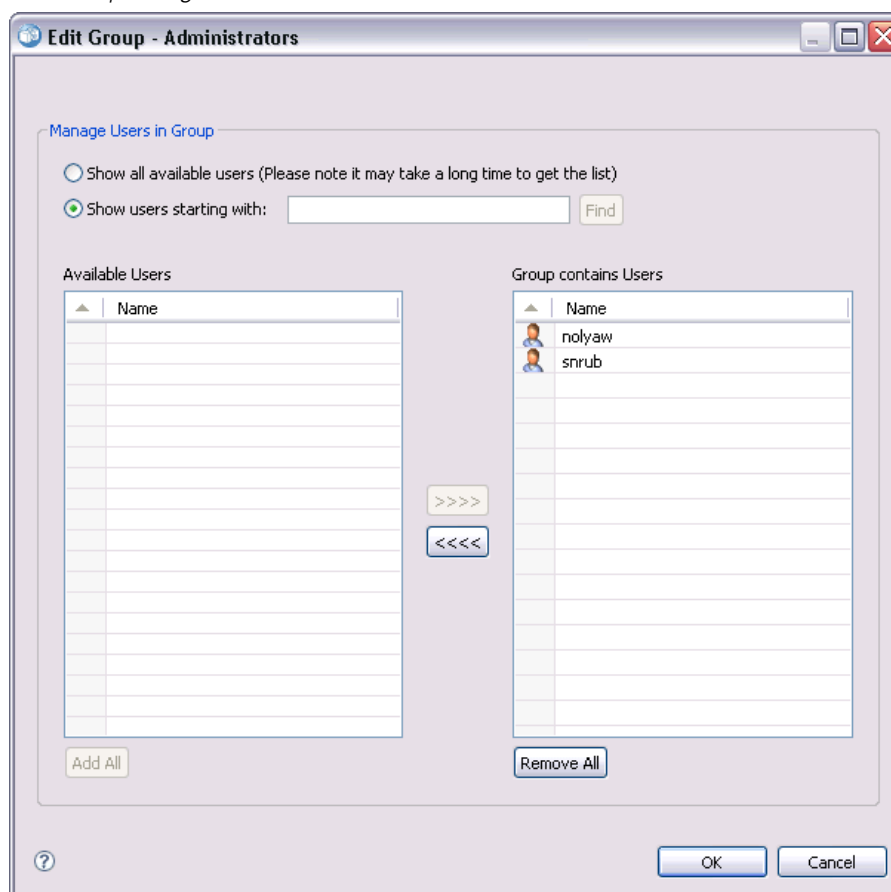 Edit Group - Administrators
Manage Users in Group
Show all available users (Please note it may take a long time to get the list)
Show users starting with:
Find
Available Users
Group contains Users
Name
Name
nolyaw
snrub
>>>>
<<<<
Add All
Remove All
?
OK
Cancel